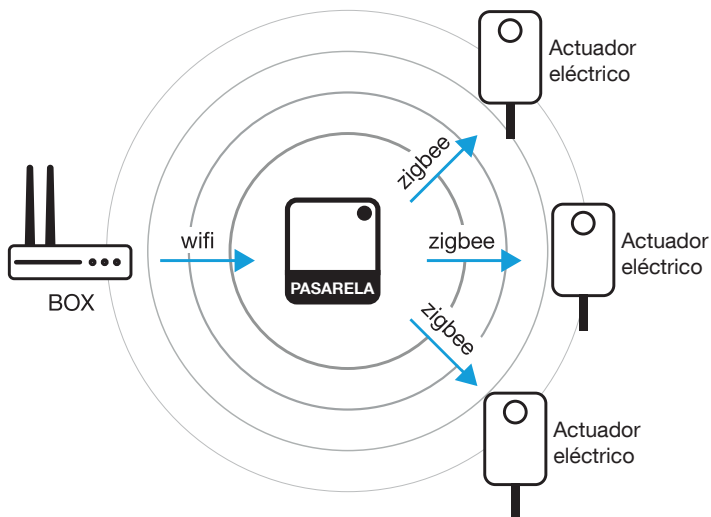 Actuador
eléctrico
zigbee
wifi
zigbee
Actuador
eléctrico
PASARELA
BOX
zigbee
Actuador
eléctrico